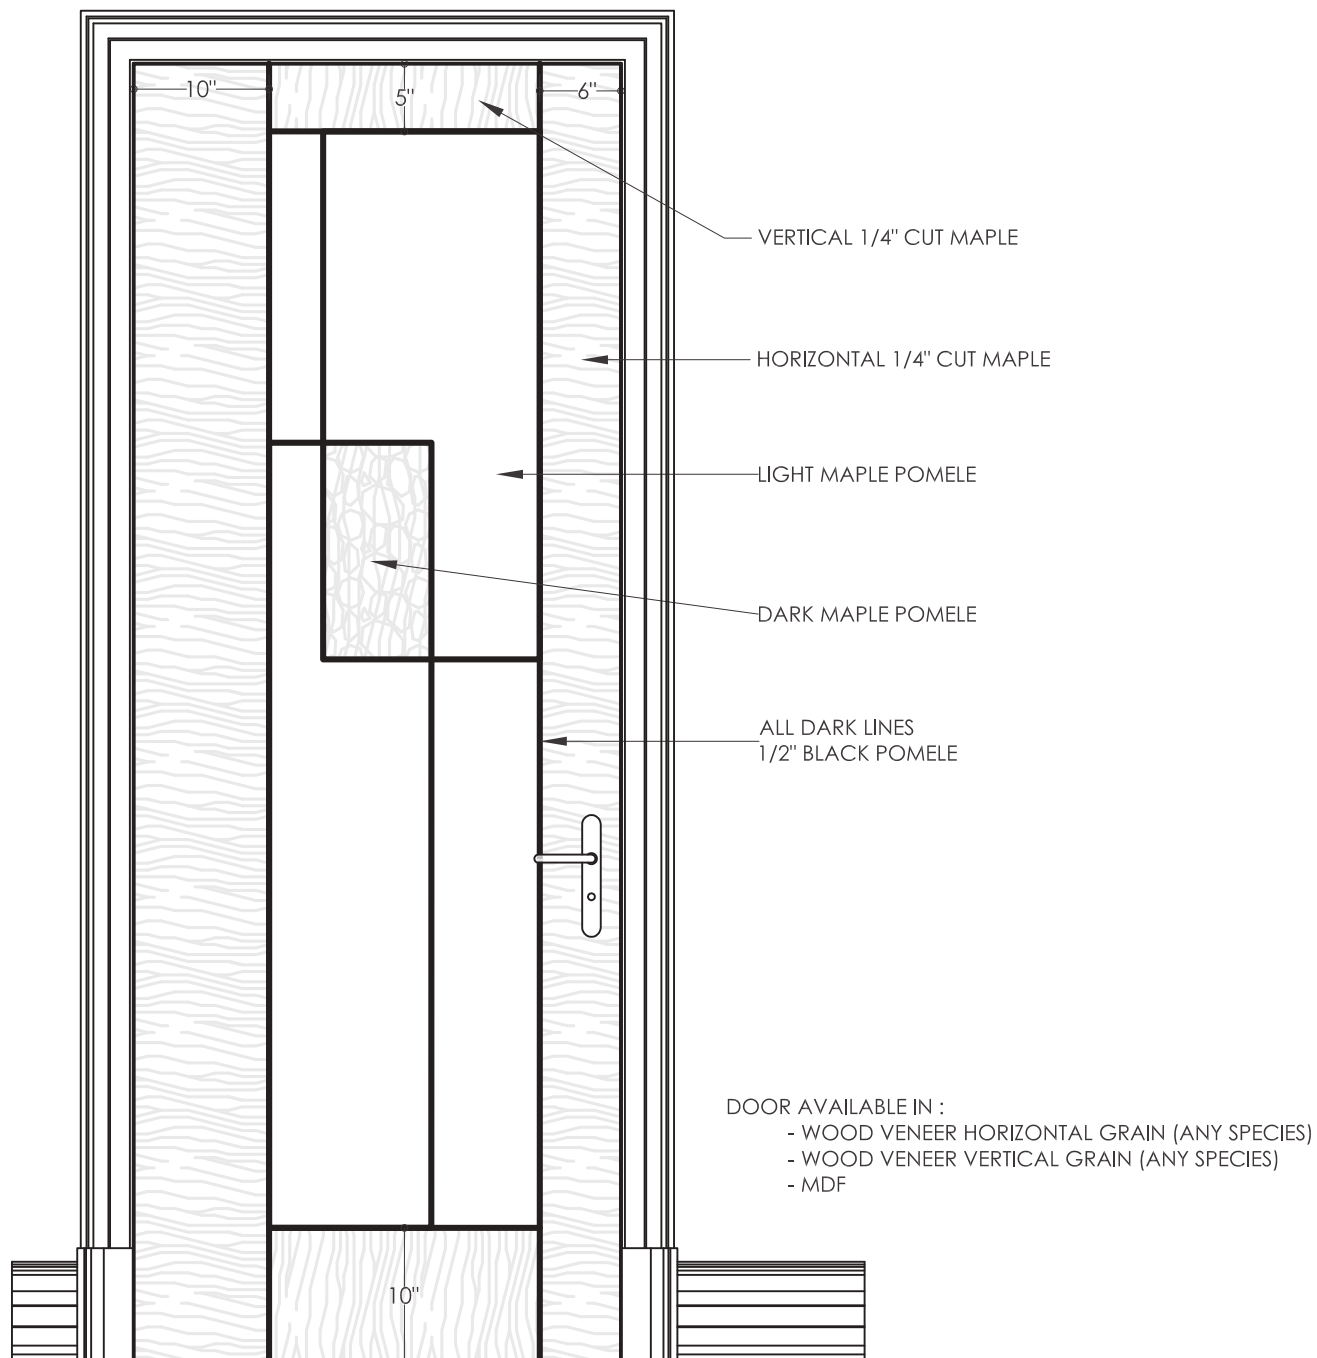 10"
5"
6"
VERTICAL 1/4" CUT MAPLE
HORIZONTAL 1/4" CUT MAPLE
LIGHT MAPLE POMELE
DARK MAPLE POMELE
ALL DARK LINES
1/2" BLACK POMELE
DOOR AVAILABLE IN :
- WOOD VENEER HORIZONTAL GRAIN (ANY SPECIES)
- WOOD VENEER VERTICAL GRAIN (ANY SPECIES)
- MDF
10"